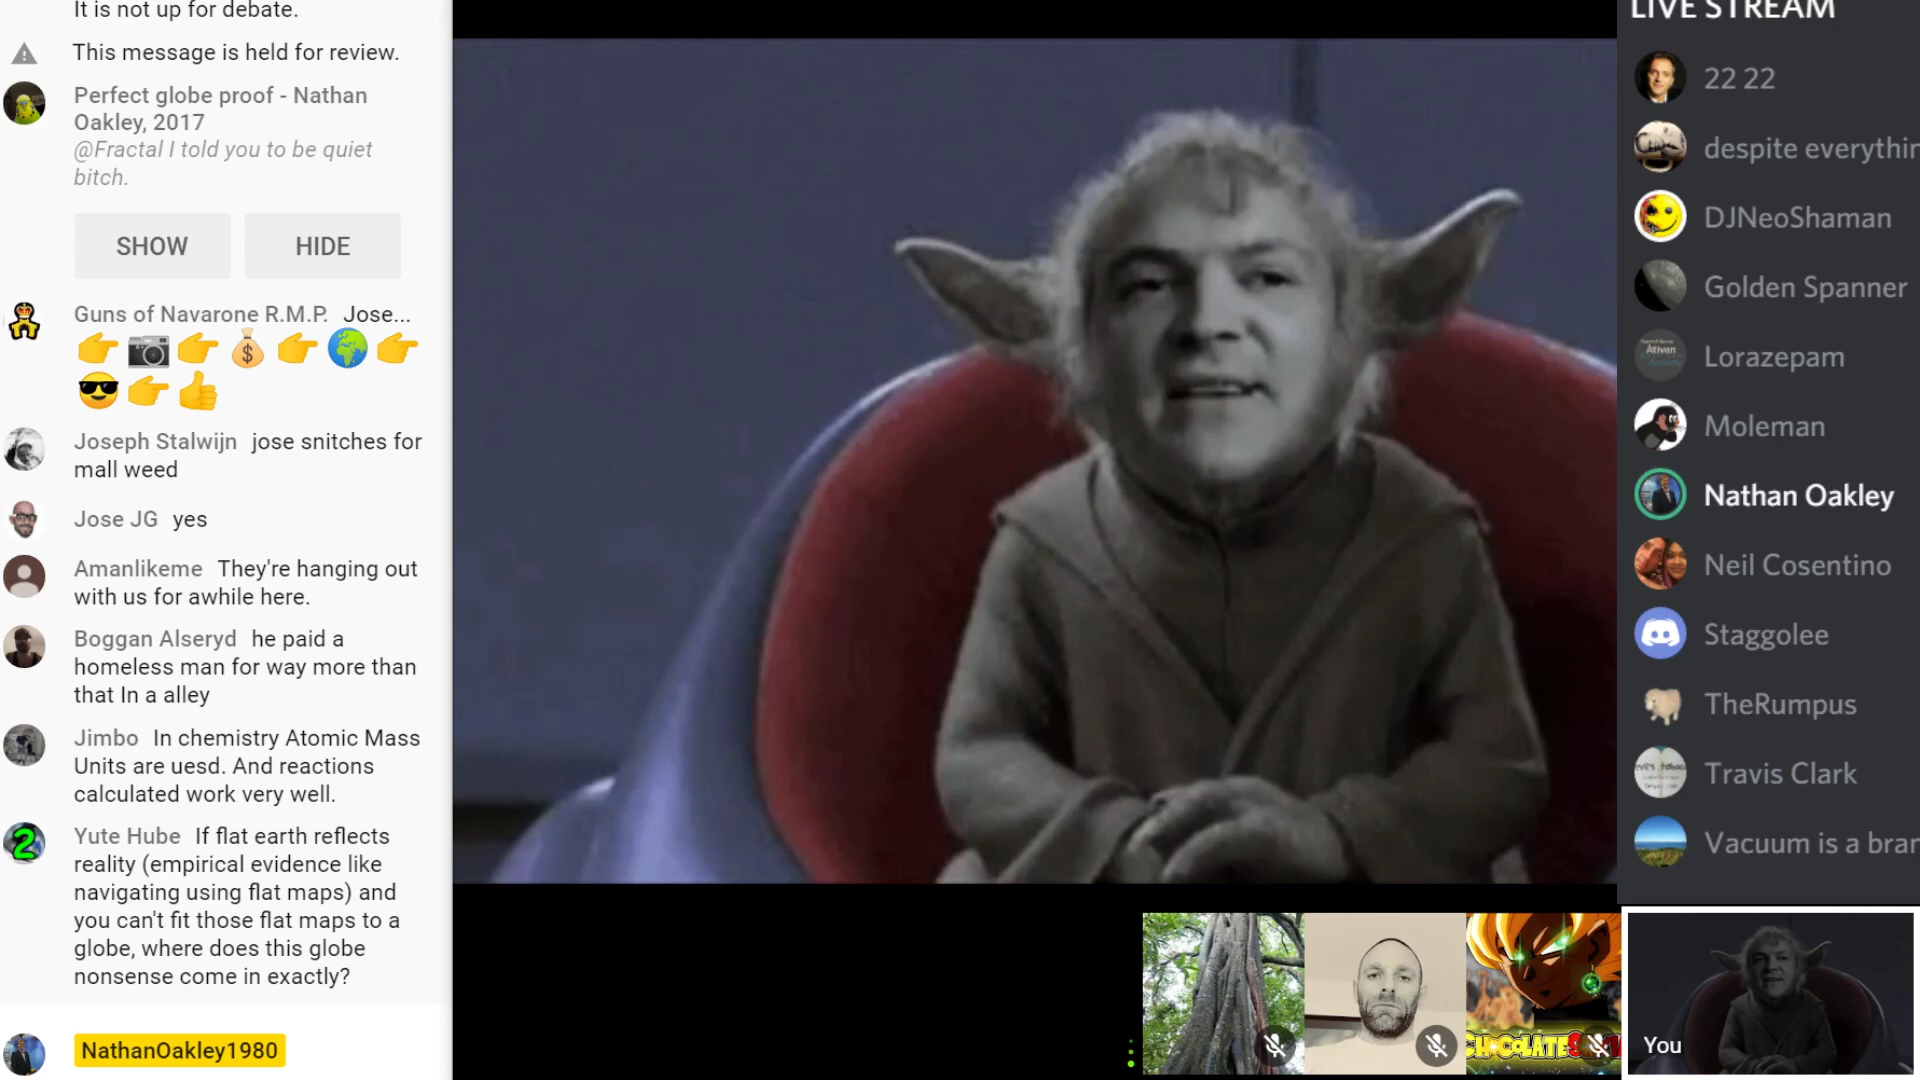 It is not up for debate.
This message is held for review.
Perfect globe proof - Nathan
Oakley, 2017
@Fractal I told you to be quiet
bitch.
SHOW
HIDE
Guns of Navarone R.M.P. Jose...
👉📷👉💰👉🌍👉
😎👉👍
Joseph Stalwijn jose snitches for
mall weed
Jose JG yes
Amanlikeme They're hanging out
with us for awhile here.
Boggan Alseryd he paid a
homeless man for way more than
that In a alley
Jimbo In chemistry Atomic Mass
Units are uesd. And reactions
calculated work very well.
Yute Hube If flat earth reflects
reality (empirical evidence like
navigating using flat maps) and
you can't fit those flat maps to a
globe, where does this globe
nonsense come in exactly?
NathanOakley1980
LIVE STREAM
22 22
despite everythin
DJNeoShaman
Golden Spanner
Ativan
Lorazepam
Moleman
Nathan Oakley
Neil Cosentino
Staggolee
TheRumpus
Travis Clark
Vacuum is a bran
You